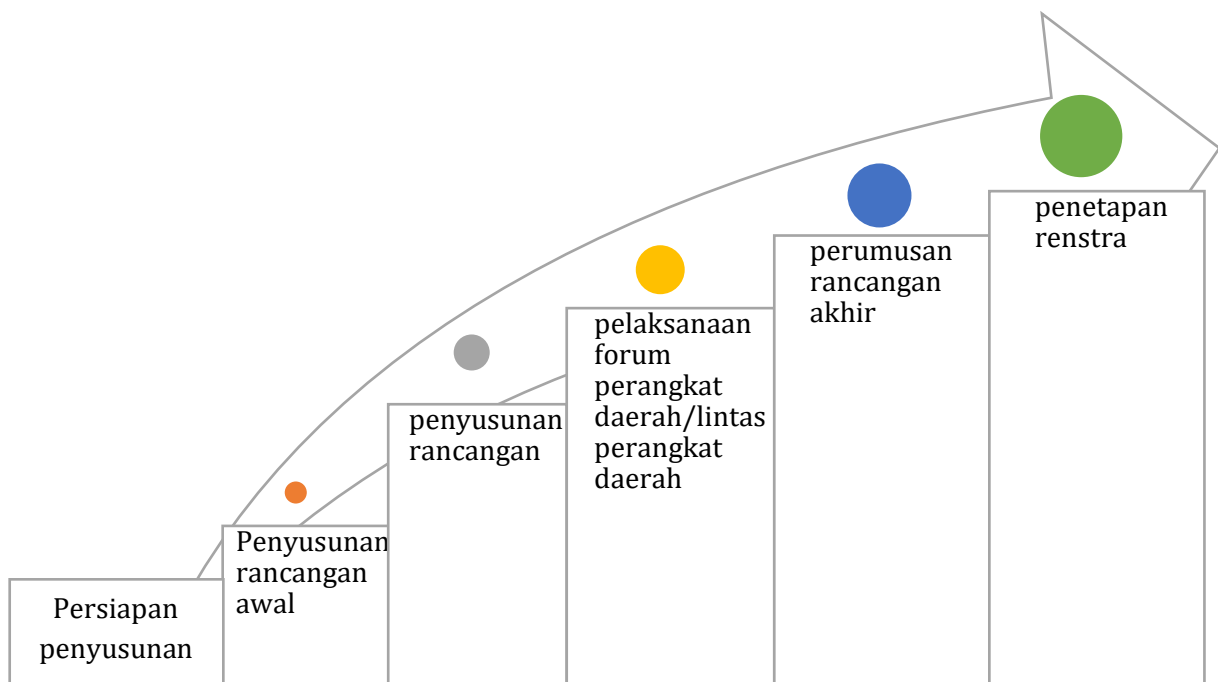 Persiapan
penyusunan
Penyusunan
rancangan
awal
penyusunan
rancangan
pelaksanaan
forum
perangkat
daerah/lintas
perangkat
daerah
perumusan
rancangan
akhir
penetapan
renstra